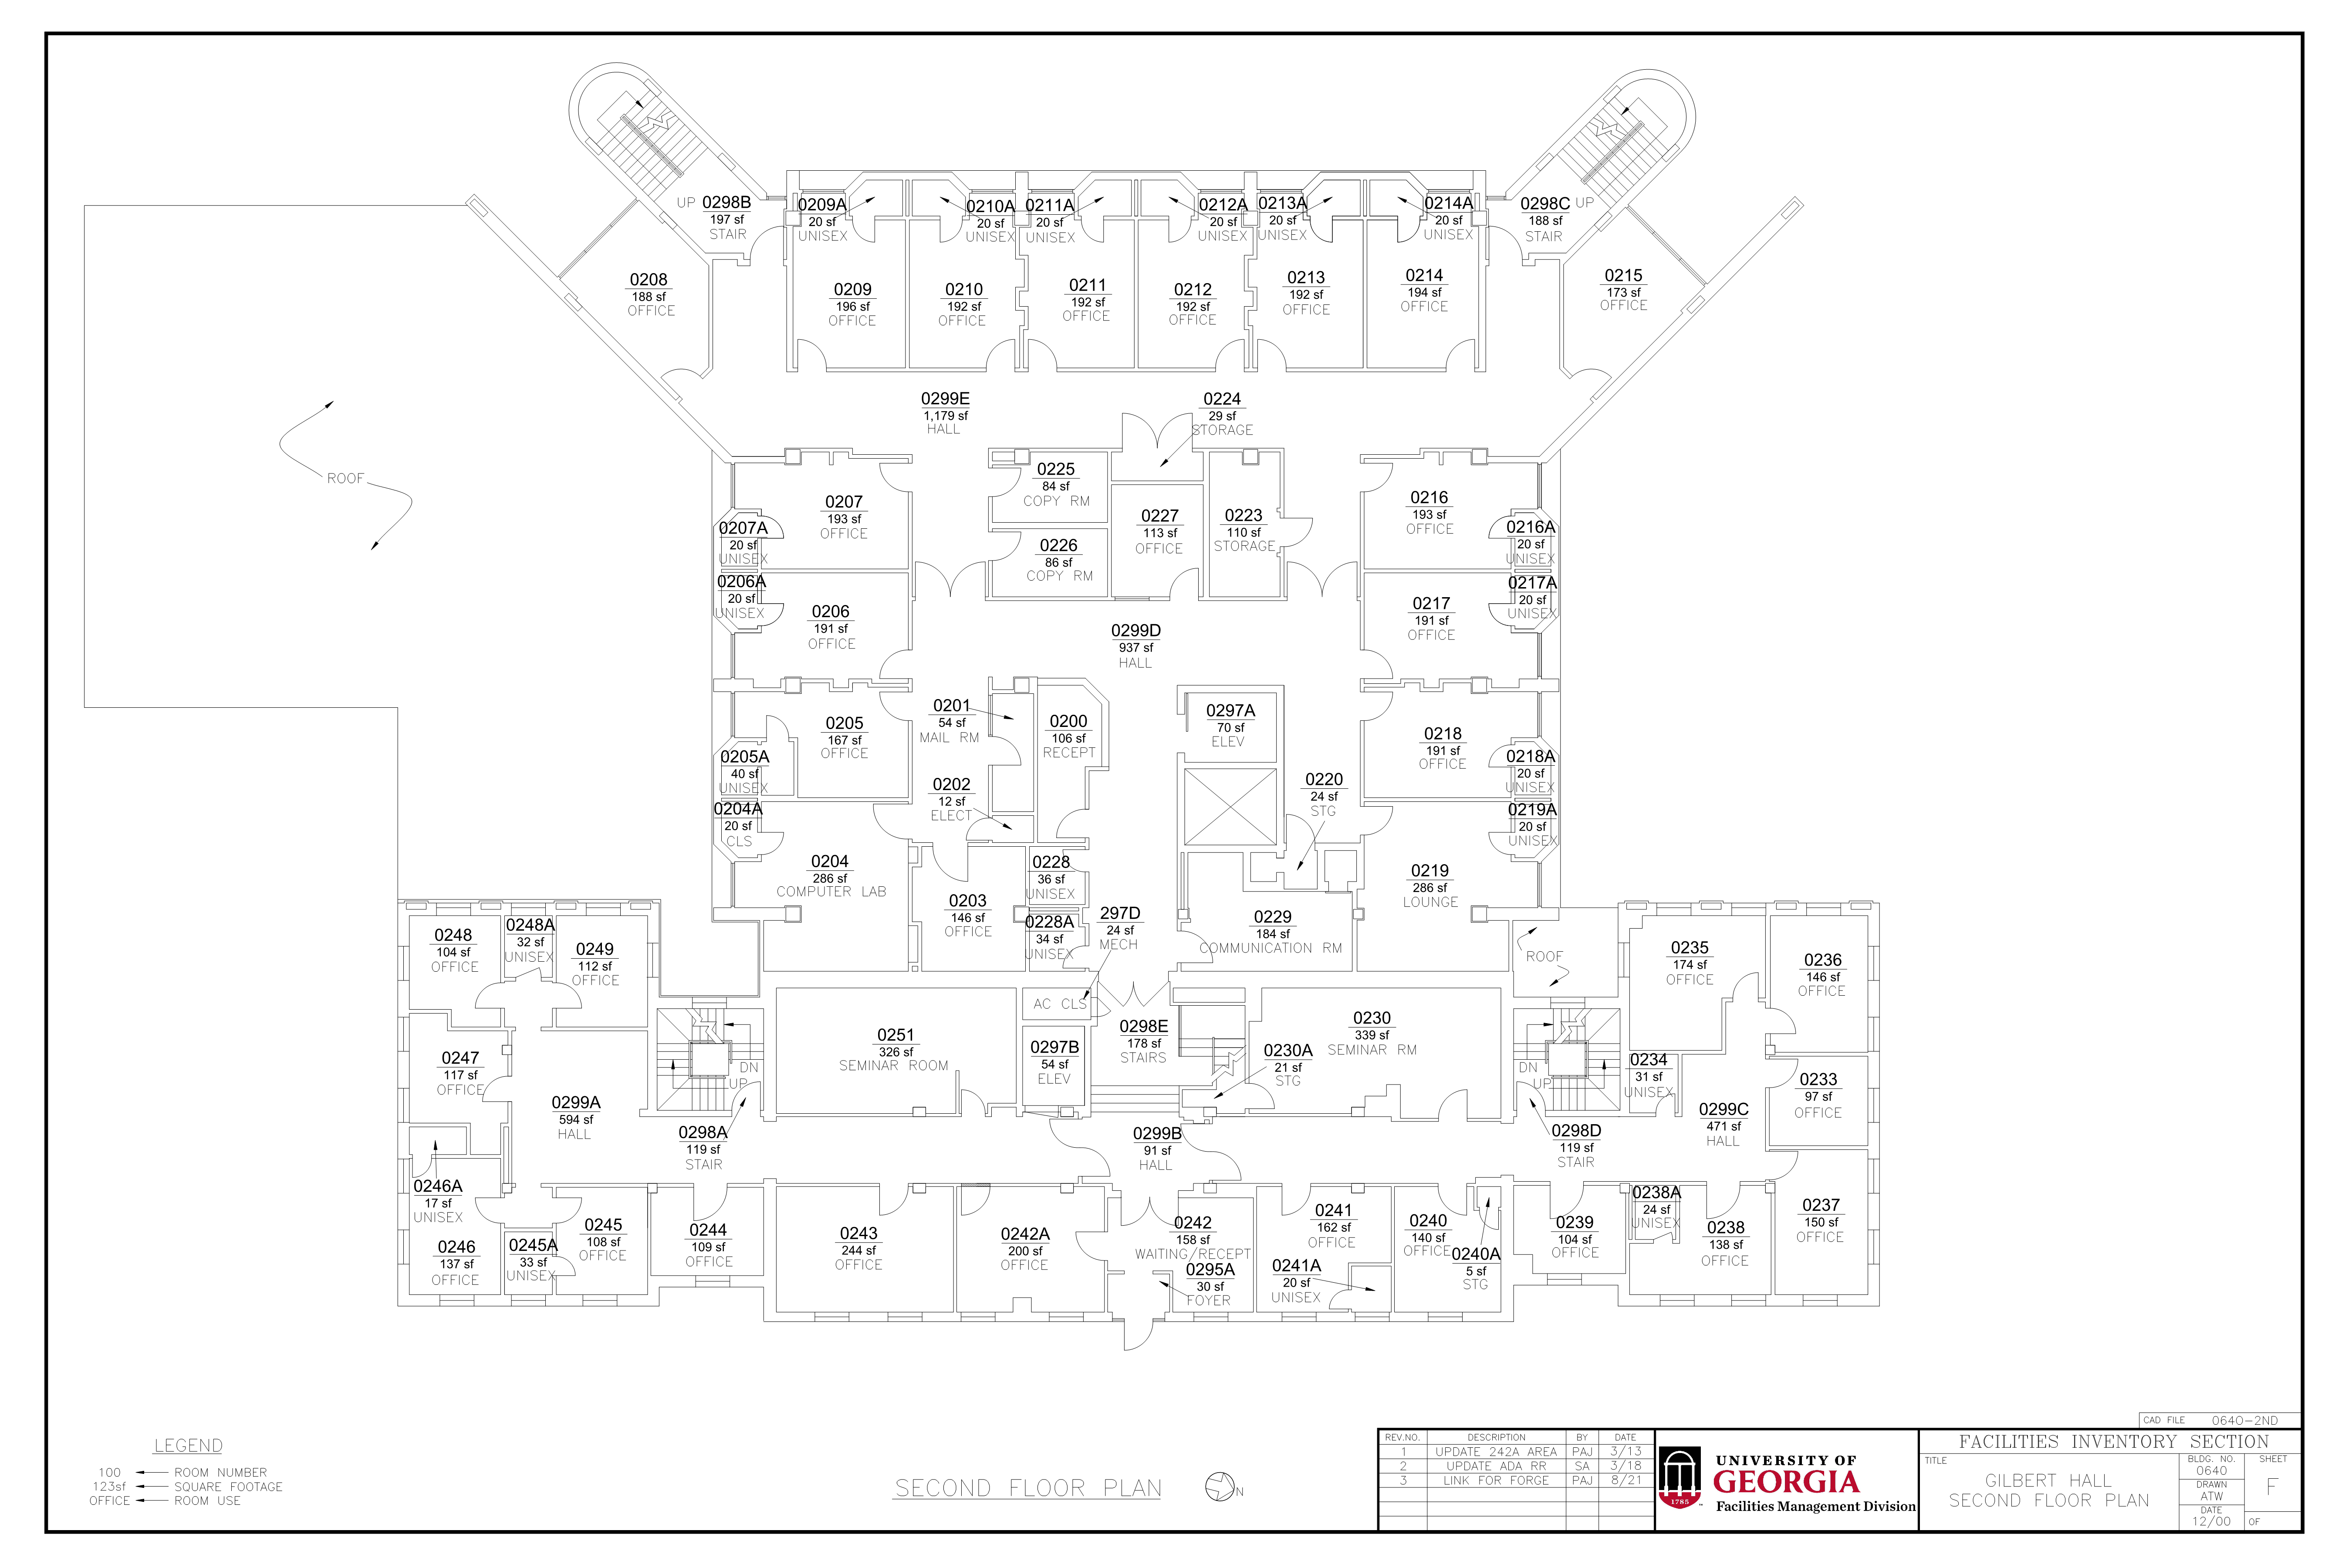 UP
0298B
197 sf
STAIR
0209A
20 sf
UNISEX
0210A
20 sf
UNISEX
0211A
20 sf
UNISEX
0212A
20 sf
UNISEX
0213A
20 sf
UNISEX
0214A
20 sf
UNISEX
0298C
188 sf
STAIR
UP
0208
188 sf
OFFICE
0209
196 sf
OFFICE
0210
192 sf
OFFICE
0211
192 sf
OFFICE
0212
192 sf
OFFICE
0213
192 sf
OFFICE
0214
194 sf
OFFICE
0215
173 sf
OFFICE
0299E
1,179 sf
HALL
0224
29 sf
STORAGE
ROOF
0207
193 sf
OFFICE
0225
84 sf
COPY RM
0227
113 sf
OFFICE
0223
110 sf
STORAGE
0216
193 sf
OFFICE
0207A
20 sf
UNISEX
0226
86 sf
COPY RM
0216A
20 sf
UNISEX
0206A
20 sf
UNISEX
0206
191 sf
OFFICE
0217
191 sf
OFFICE
0217A
20 sf
UNISEX
0299D
937 sf
HALL
0205
167 sf
OFFICE
0201
54 sf
MAIL RM
0200
106 sf
RECEPT
0297A
70 sf
ELEV
0218
191 sf
OFFICE
0205A
40 sf
UNISEX
0218A
20 sf
UNISEX
0202
12 sf
ELECT
0220
24 sf
STG
0204A
20 sf
CLS
0219A
20 sf
UNISEX
0204
286 sf
COMPUTER LAB
0203
146 sf
OFFICE
0228
36 sf
UNISEX
0228A
34 sf
UNISEX
297D
24 sf
MECH
0229
184 sf
COMMUNICATION RM
0219
286 sf
LOUNGE
0248
104 sf
OFFICE
0248A
32 sf
UNISEX
0249
112 sf
OFFICE
ROOF
0235
174 sf
OFFICE
0236
146 sf
OFFICE
AC CLS
0247
117 sf
OFFICE
DN
UP
0251
326 sf
SEMINAR ROOM
0297B
54 sf
ELEV
0298E
178 sf
STAIRS
0230A
21 sf
STG
0230
339 sf
SEMINAR RM
DN
UP
0234
31 sf
UNISEX
0233
97 sf
OFFICE
0299A
594 sf
HALL
0298A
119 sf
STAIR
0299B
91 sf
HALL
0298D
119 sf
STAIR
0299C
471 sf
HALL
0246A
17 sf
UNISEX
0246
137 sf
OFFICE
0245A
33 sf
UNISEX
0245
108 sf
OFFICE
0244
109 sf
OFFICE
0243
244 sf
OFFICE
0242A
200 sf
OFFICE
0242
158 sf
WAITING/RECEPT
0295A
30 sf
FOYER
0241
162 sf
OFFICE
0241A
20 sf
UNISEX
0240
140 sf
OFFICE
0240A
5 sf
STG
0239
104 sf
OFFICE
0238A
24 sf
UNISEX
0238
138 sf
OFFICE
0237
150 sf
OFFICE
LEGEND
100 ROOM NUMBER
123sf SQUARE FOOTAGE
OFFICE ROOM USE
SECOND FLOOR PLAN
N
REV.NO. DESCRIPTION BY DATE
1 UPDATE 242A AREA PAJ 3/13
2 UPDATE ADA RR SA 3/18
3 LINK FOR FORGE PAJ 8/21
1785
UNIVERSITY OF
GEORGIA
Facilities Management Division
CAD FILE 0640-2ND
FACILITIES INVENTORY SECTION
TITLE
GILBERT HALL
SECOND FLOOR PLAN
BLDG. NO.
0640
DRAWN
ATW
DATE
12/00
SHEET
F
OF